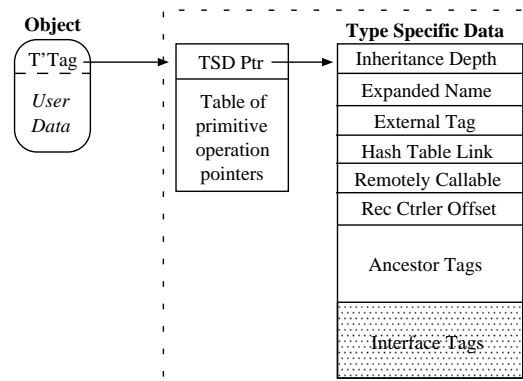 Object
T'Tag
User
Data
TSD Ptr
Table of
primitive
operation
pointers
Type Specific Data
Inheritance Depth
Expanded Name
External Tag
Hash Table Link
Remotely Callable
Rec Ctrler Offset
Ancestor Tags
Interface Tags